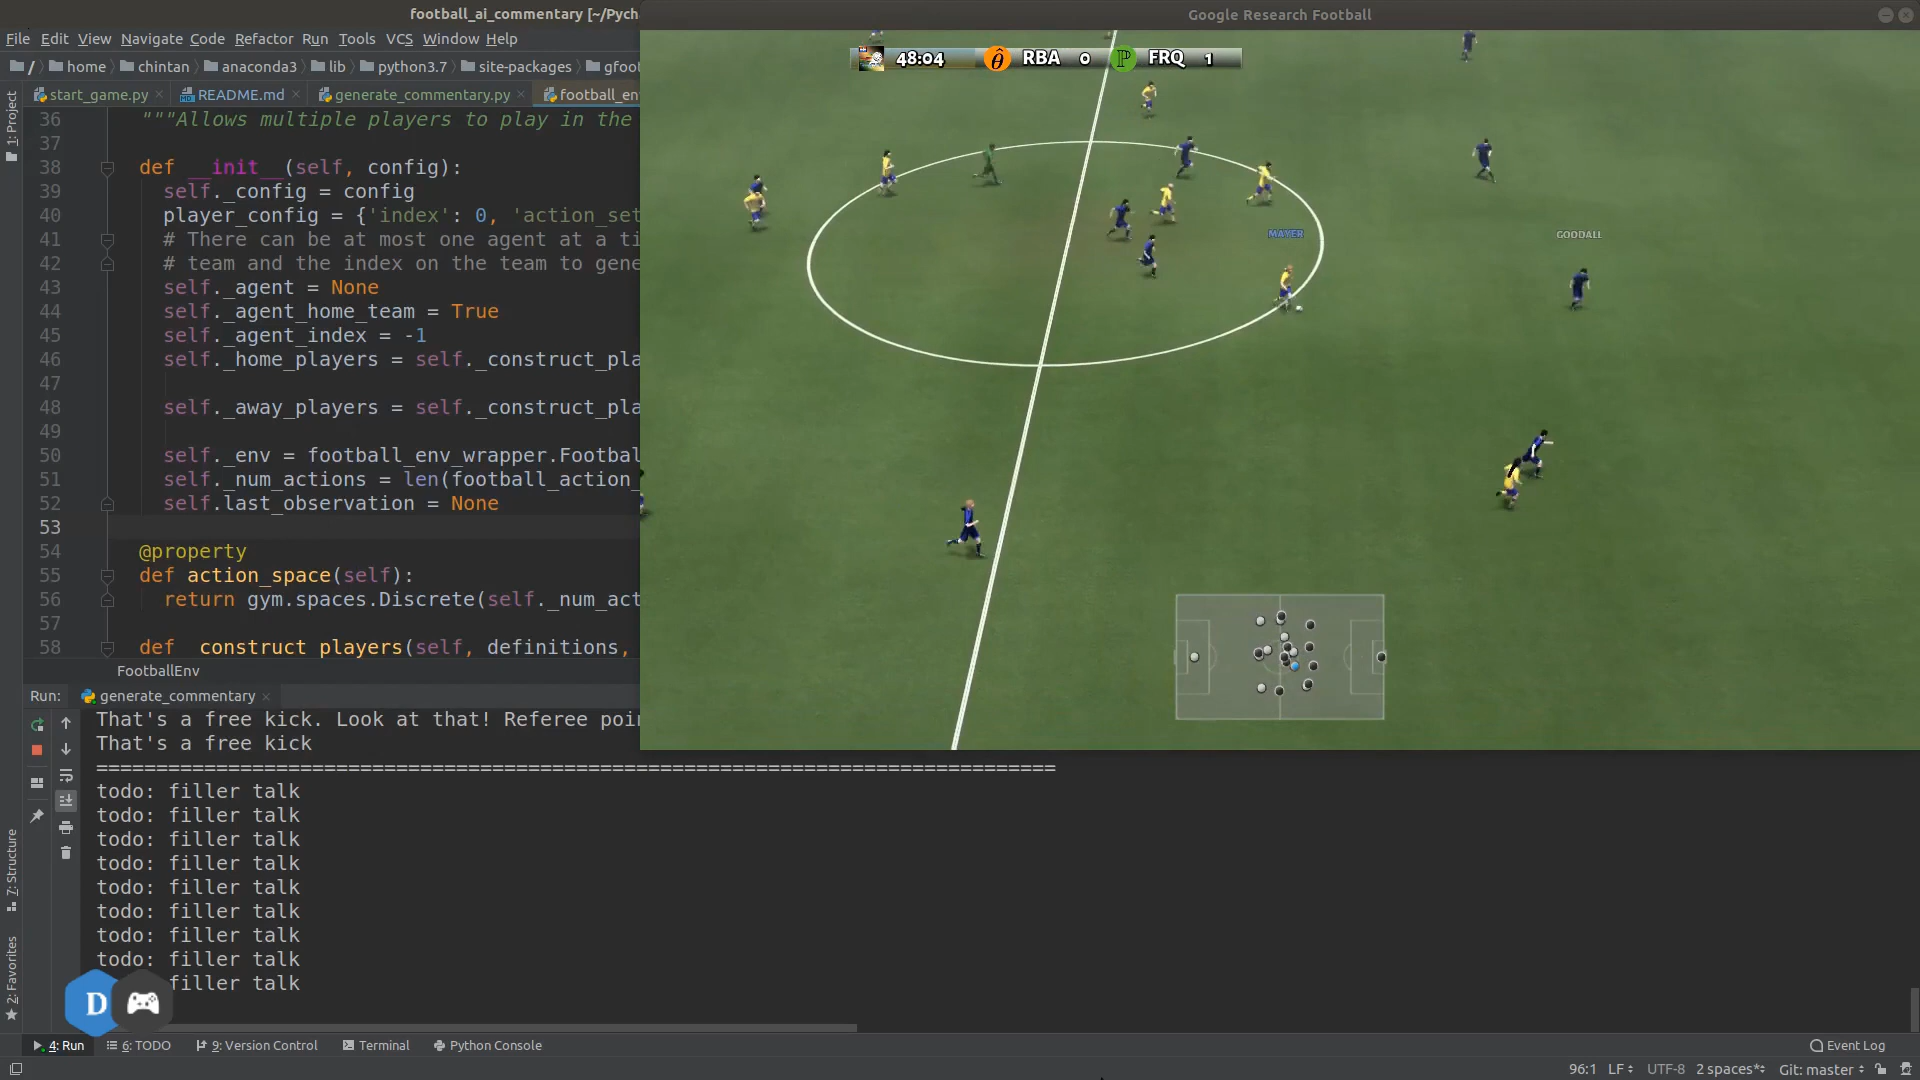 football_ai_commentary [~/Pych
Google Research Football
File Edit View Navigate Code Refactor Run Tools VCS Window Help
/ home chintan anaconda3 lib python3.7 site-packages gfoot
start_game.py README.md generate_commentary.py football_en
48:04 θ̂ RBA 0 ℙ FRQ 1
MAYER
GOODALL
1: Project
36 """Allows multiple players to play in the
37
38 def __init__(self, config):
39 self._config = config
40 player_config = {'index': 0, 'action_set
41 # There can be at most one agent at a ti
42 # team and the index on the team to gene
43 self._agent = None
44 self._agent_home_team = True
45 self._agent_index = -1
46 self._home_players = self._construct_pla
47
48 self._away_players = self._construct_pla
49
50 self._env = football_env_wrapper.Footbal
51 self._num_actions = len(football_action_
52 self.last_observation = None
53
54 @property
55 def action_space(self):
56 return gym.spaces.Discrete(self._num_act
57
58 def _construct_players(self, definitions,
FootballEnv
Run: generate_commentary
That's a free kick. Look at that! Referee poin
That's a free kick
================================================================================
todo: filler talk
todo: filler talk
todo: filler talk
todo: filler talk
todo: filler talk
todo: filler talk
todo: filler talk
todo: filler talk
filler talk
7: Structure
2: Favorites
D
4: Run 6: TODO 9: Version Control Terminal Python Console Event Log
96:1 LF UTF-8 2 spaces* Git: master